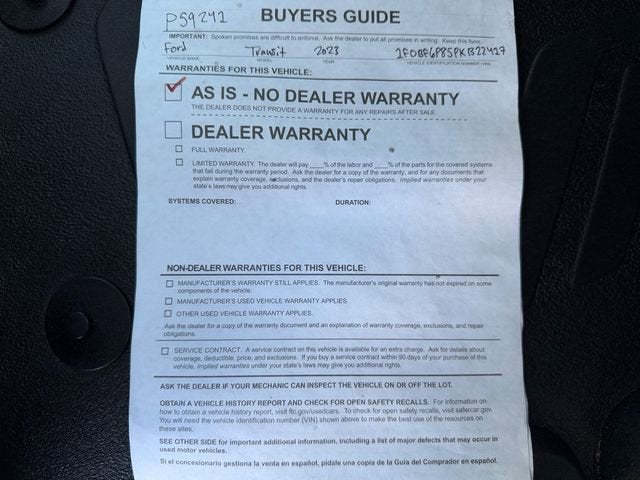 P59241
BUYERS GUIDE
IMPORTANT: Spoken promises are difficult to enforce. Ask the dealer to put all promises in writing. Keep this form.
Ford Transit 2023
VEHICLE MAKE MODEL YEAR VEHICLE IDENTIFICATION NUMBER (VIN)
WARRANTIES FOR THIS VEHICLE:
AS IS - NO DEALER WARRANTY
THE DEALER DOES NOT PROVIDE A WARRANTY FOR ANY REPAIRS AFTER SALE.
DEALER WARRANTY
FULL WARRANTY.
LIMITED WARRANTY. The dealer will pay ____% of the labor and ____% of the parts for the covered systems
that fail during the warranty period. Ask the dealer for a copy of the warranty, and for any documents that
explain warranty coverage, exclusions, and the dealer's repair obligations. Implied warranties under your
state's laws may give you additional rights.
SYSTEMS COVERED: DURATION:
NON-DEALER WARRANTIES FOR THIS VEHICLE:
MANUFACTURER'S WARRANTY STILL APPLIES. The manufacturer's original warranty has not expired on some
components of the vehicle.
MANUFACTURER'S USED VEHICLE WARRANTY APPLIES.
OTHER USED VEHICLE WARRANTY APPLIES.
Ask the dealer for a copy of the warranty document and an explanation of warranty coverage, exclusions, and repair
obligations.
SERVICE CONTRACT. A service contract on this vehicle is available for an extra charge. Ask for details about
coverage, deductible, price, and exclusions. If you buy a service contract within 90 days of your purchase of
this vehicle, implied warranties under your state's laws may give you additional rights.
ASK THE DEALER IF YOUR MECHANIC CAN INSPECT THE VEHICLE ON OR OFF THE LOT.
OBTAIN A VEHICLE HISTORY REPORT AND CHECK FOR OPEN SAFETY RECALLS. For information on
how to obtain a vehicle history report, visit ftc.gov/usedcars. To check for open safety recalls, visit safercar.gov.
You will need the vehicle identification number (VIN) shown above to make the best use of the resources on
these sites.
SEE OTHER SIDE for important additional information, including a list of major defects that may occur in
used motor vehicles.
Si el concesionario gestiona la venta en español, pídale una copia de la Guía del Comprador en español.